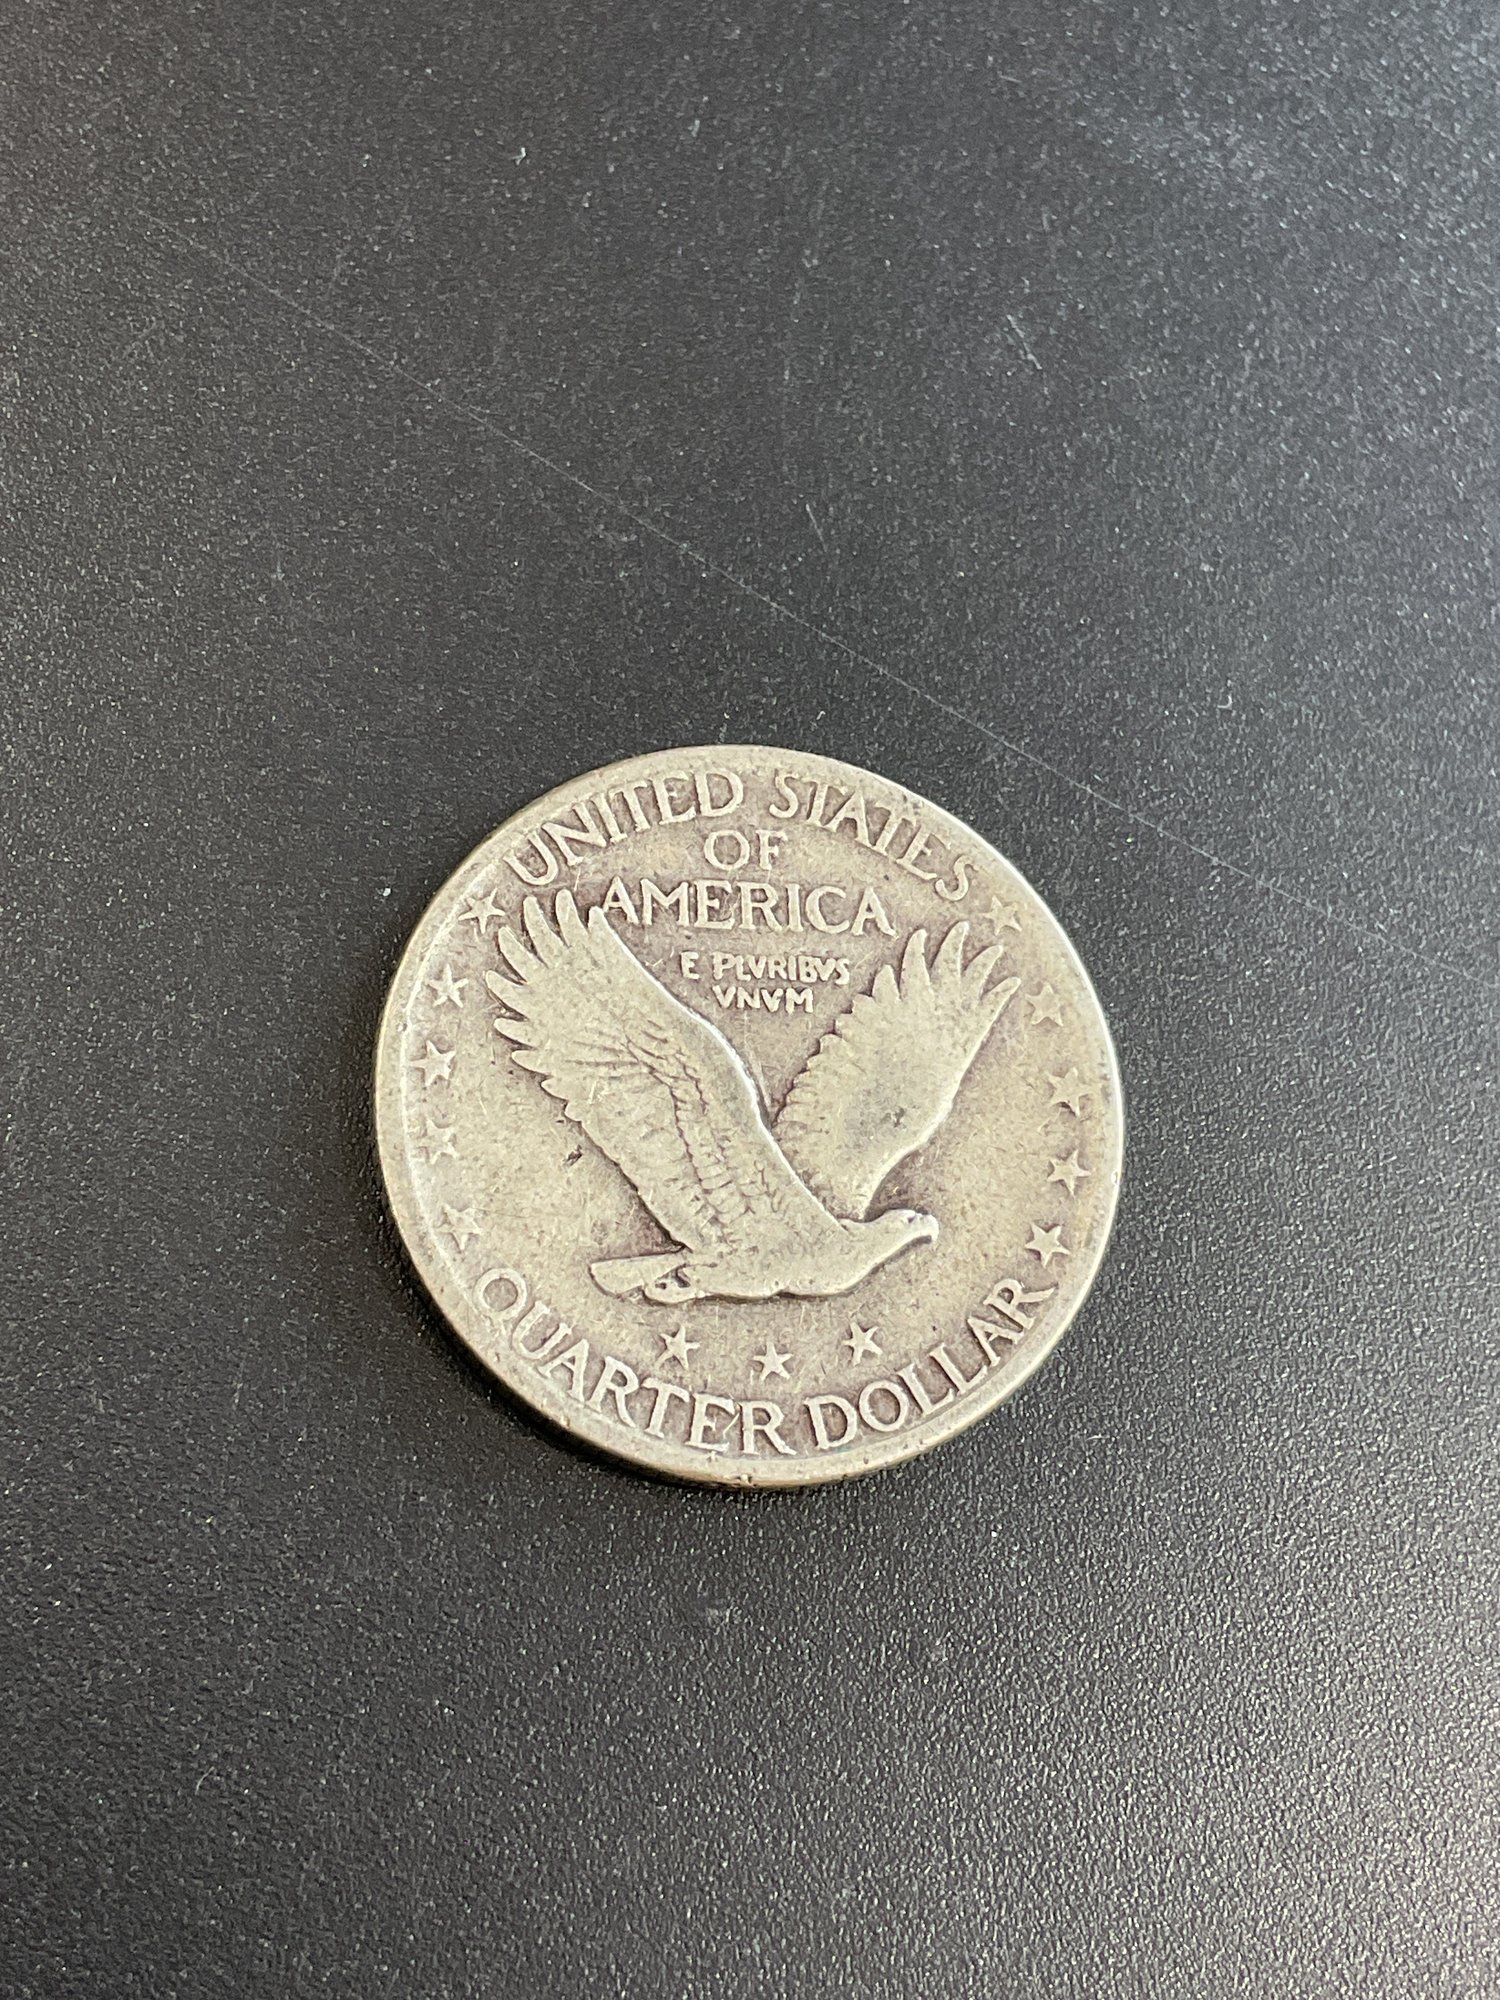 UNITED STATES
OF
AMERICA
E PLVRIBVS
VNVM
QUARTER DOLLAR